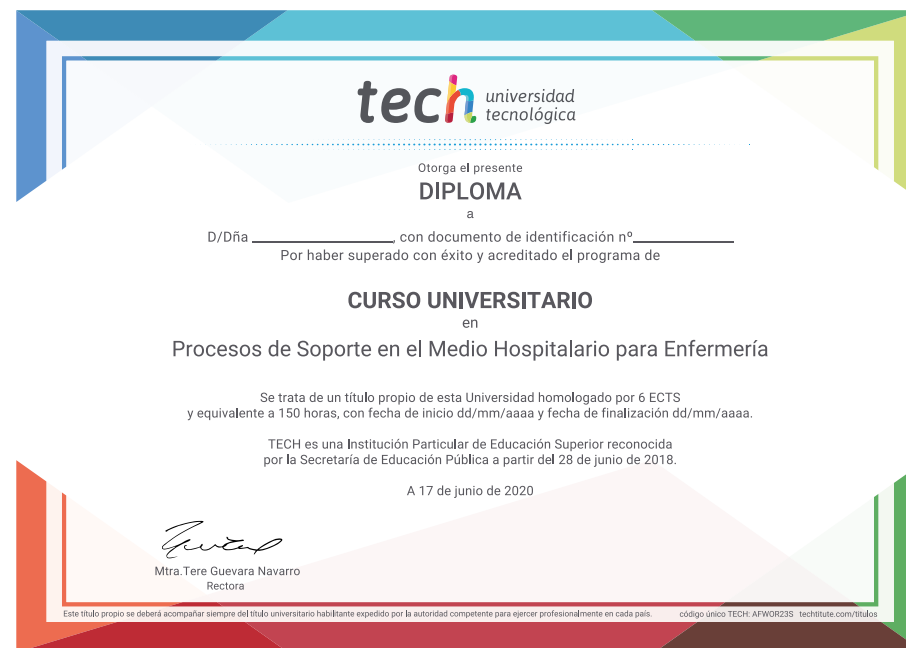 tech universidad
tecnológica
Otorga el presente
DIPLOMA
a
D/Dña ____________________, con documento de identificación nº______________
Por haber superado con éxito y acreditado el programa de
CURSO UNIVERSITARIO
en
Procesos de Soporte en el Medio Hospitalario para Enfermería
Se trata de un título propio de esta Universidad homologado por 6 ECTS
y equivalente a 150 horas, con fecha de inicio dd/mm/aaaa y fecha de finalización dd/mm/aaaa.
TECH es una Institución Particular de Educación Superior reconocida
por la Secretaría de Educación Pública a partir del 28 de junio de 2018.
A 17 de junio de 2020
Mtra.Tere Guevara Navarro
Rectora
Este título propio se deberá acompañar siempre del título universitario habilitante expedido por la autoridad competente para ejercer profesionalmente en cada país. código único TECH: AFWOR23S techtitute.com/titulos